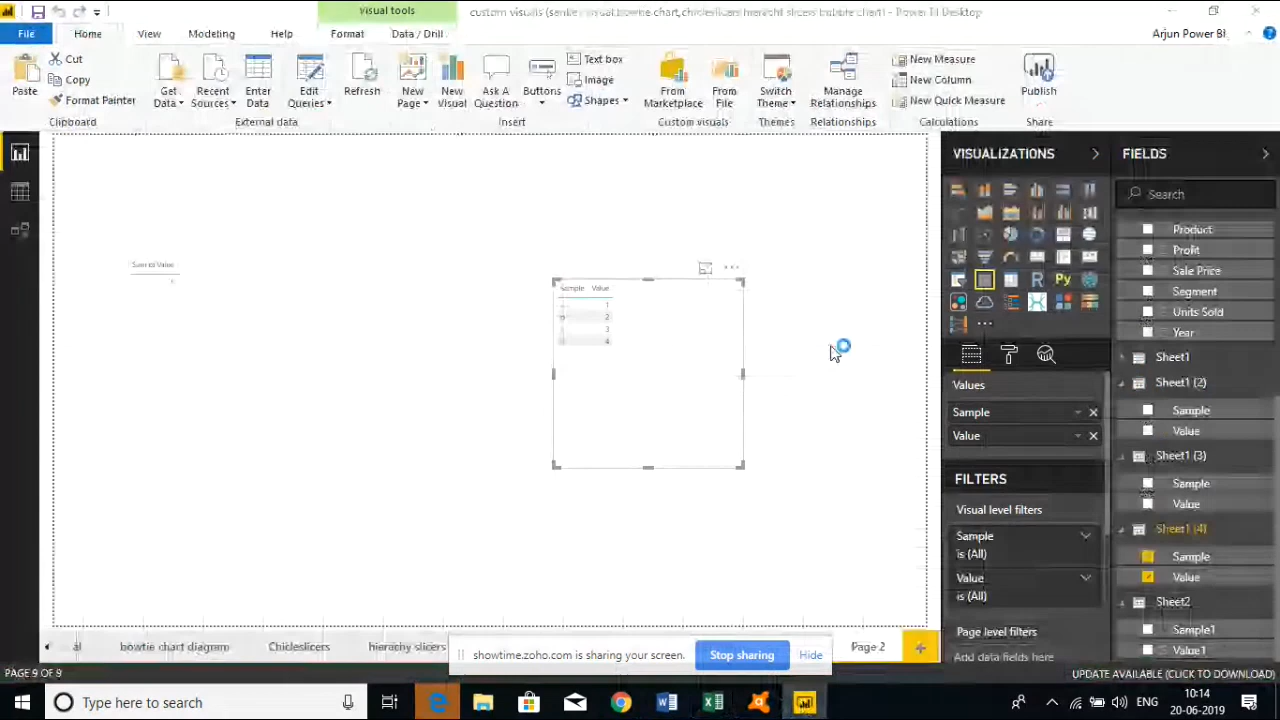 Visual tools
Power BI Desktop
File
Home
View
Modeling
Help
Format
Data / Drill
Arjun Power BI
Paste
Cut
Copy
Format Painter
Clipboard
Get Data
Recent Sources
Enter Data
Edit Queries
External data
Refresh
New Page
New Visual
Ask A Question
Buttons
Text box
Image
Shapes
Insert
From Marketplace
From File
Custom visuals
Switch Theme
Themes
Manage Relationships
Relationships
New Measure
New Column
New Quick Measure
Calculations
Publish
Share
Sample Value
1
2
3
4
VISUALIZATIONS
Py
Values
Sample
Value
FILTERS
Visual level filters
Sample
is (All)
Value
is (All)
Page level filters
Add data fields here
FIELDS
Search
Product
Profit
Sale Price
Segment
Units Sold
Year
Sheet1
Sheet1 (2)
Sample
Value
Sheet1 (3)
Sample
Value
Sheet1 (4)
Sample
Value
Sheet2
Sample1
Value1
al
bowtie chart diagram
Chicleslicers
hierachy slicers
showtime.zoho.com is sharing your screen.
Stop sharing
Hide
Page 2
PAGE 9 OF 9
UPDATE AVAILABLE (CLICK TO DOWNLOAD)
Type here to search
ENG
10:14
20-06-2019